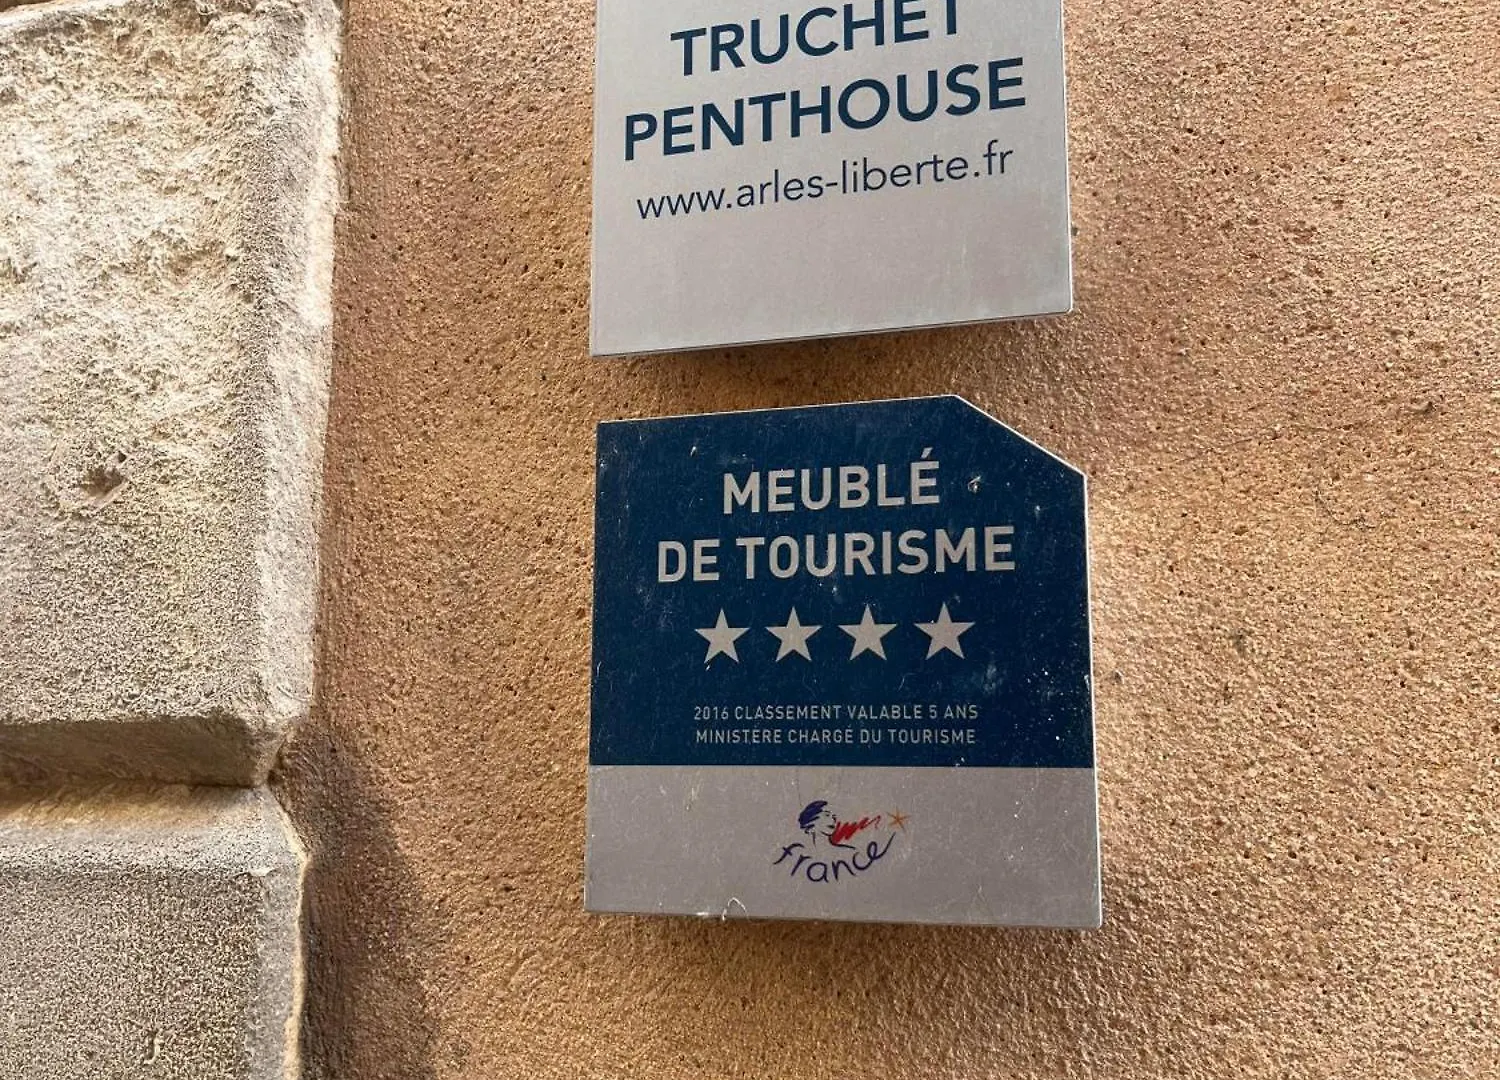 TRUCHET
PENTHOUSE
www.arles-liberte.fr
MEUBLÉ
DE TOURISME
2016 CLASSEMENT VALABLE 5 ANS
MINISTÈRE CHARGÉ DU TOURISME
france